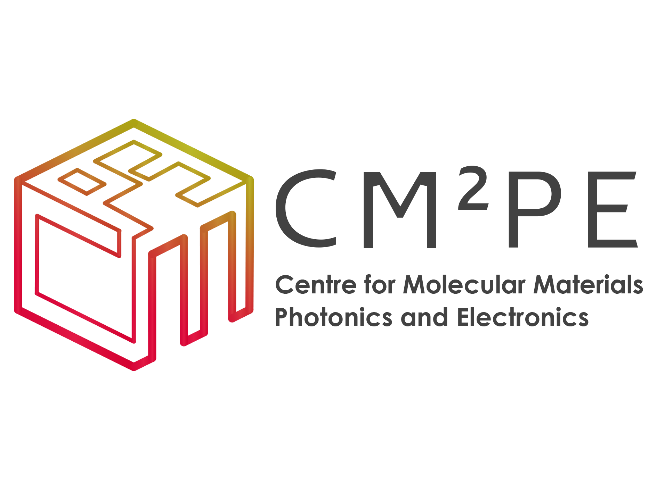 CM²PE
Centre for Molecular Materials
Photonics and Electronics